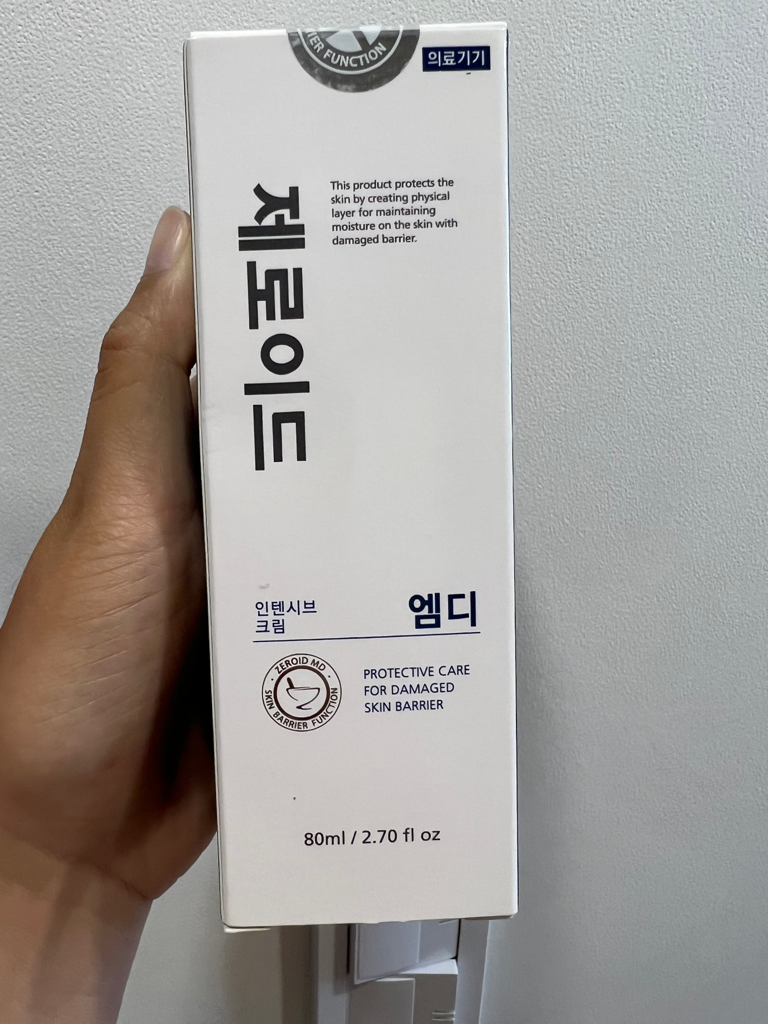 IER FUNCTION
의료기기
This product protects the
skin by creating physical
layer for maintaining
moisture on the skin with
damaged barrier.
제로이드
인텐시브
크림
엠디
ZEROID MD
SKIN BARRIER FUNCTION
PROTECTIVE CARE
FOR DAMAGED
SKIN BARRIER
80ml / 2.70 fl oz